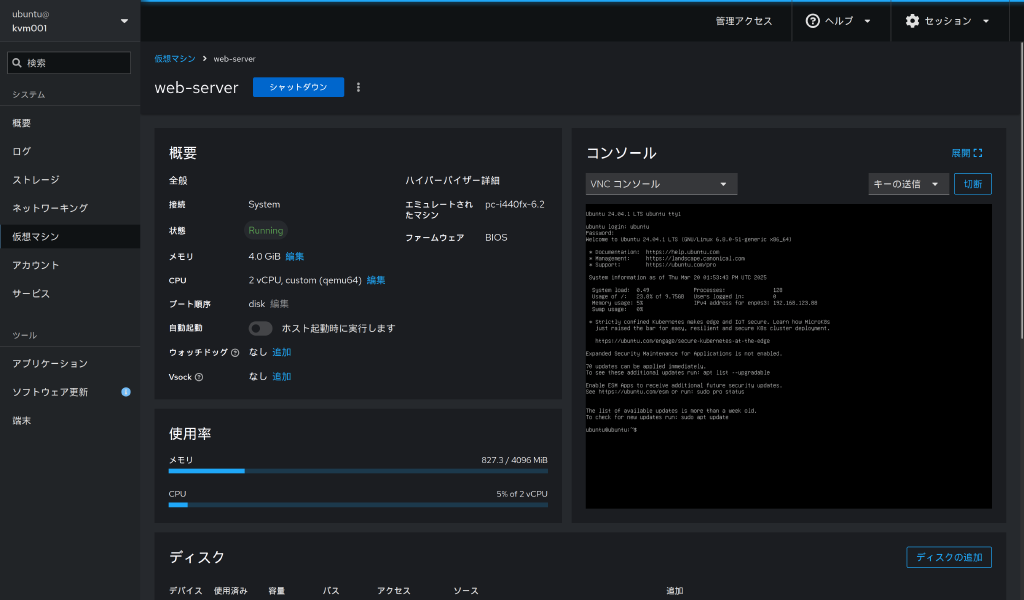 ubuntu@
kvm001
管理アクセス
ヘルプ
セッション
検索
システム
概要
ログ
ストレージ
ネットワーキング
仮想マシン
アカウント
サービス
ツール
アプリケーション
ソフトウェア更新
端末
仮想マシン > web-server
web-server
シャットダウン
概要
全般
接続 System
状態 Running
メモリ 4.0 GiB 編集
CPU 2 vCPU, custom (qemu64) 編集
ブート順序 disk 編集
自動起動 ホスト起動時に実行します
ウォッチドッグ なし 追加
Vsock なし 追加
ハイパーバイザー詳細
エミュレートされたマシン pc-i440fx-6.2
ファームウェア BIOS
使用率
メモリ 827.3 / 4096 MiB
CPU 5% of 2 vCPU
コンソール
展開
VNC コンソール
キーの送信
切断
Ubuntu 24.04.1 LTS ubuntu tty1
ubuntu login: ubuntu
Password:
Welcome to Ubuntu 24.04.1 LTS (GNU/Linux 6.8.0-51-generic x86_64)
* Documentation: https://help.ubuntu.com
* Management: https://landscape.canonical.com
* Support: https://ubuntu.com/pro
System information as of Thu Mar 20 01:53:43 PM UTC 2025
System load: 0.49 Processes: 128
Usage of /: 23.8% of 9.75GB Users logged in: 0
Memory usage: 5% IPv4 address for enp0s3: 192.168.123.88
Swap usage: 0%
* Strictly confined Kubernetes makes edge and IoT secure. Learn how MicroK8s
just raised the bar for easy, resilient and secure K8s cluster deployment.
https://ubuntu.com/engage/secure-kubernetes-at-the-edge
Expanded Security Maintenance for Applications is not enabled.
70 updates can be applied immediately.
To see these additional updates run: apt list --upgradable
Enable ESM Apps to receive additional future security updates.
See https://ubuntu.com/esm or run: sudo pro status
The list of available updates is more than a week old.
To check for new updates run: sudo apt update
ubuntu@ubuntu:~$
ディスク
ディスクの追加
デバイス 使用済み 容量 バス アクセス ソース 追加